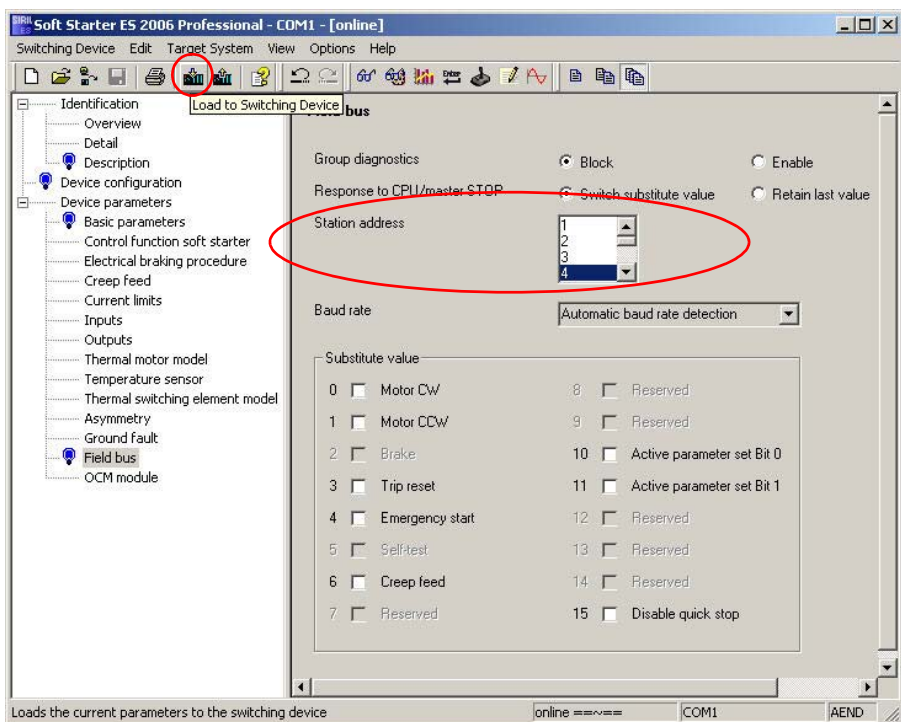 Soft Starter ES 2006 Professional - COM1 - [online]
Switching Device Edit Target System View Options Help
Load to Switching Device
Identification
Overview
Detail
Description
Device configuration
Device parameters
Basic parameters
Control function soft starter
Electrical braking procedure
Creep feed
Current limits
Inputs
Outputs
Thermal motor model
Temperature sensor
Thermal switching element model
Asymmetry
Ground fault
Field bus
OCM module
bus
Group diagnostics Block Enable
Response to CPU/master STOP Switch substitute value Retain last value
Station address
1
2
3
4
Baud rate Automatic baud rate detection
Substitute value
0 Motor CW 8 Reserved
1 Motor CCW 9 Reserved
2 Brake 10 Active parameter set Bit 0
3 Trip reset 11 Active parameter set Bit 1
4 Emergency start 12 Reserved
5 Self-test 13 Reserved
6 Creep feed 14 Reserved
7 Reserved 15 Disable quick stop
Loads the current parameters to the switching device online ==~== COM1 AEND